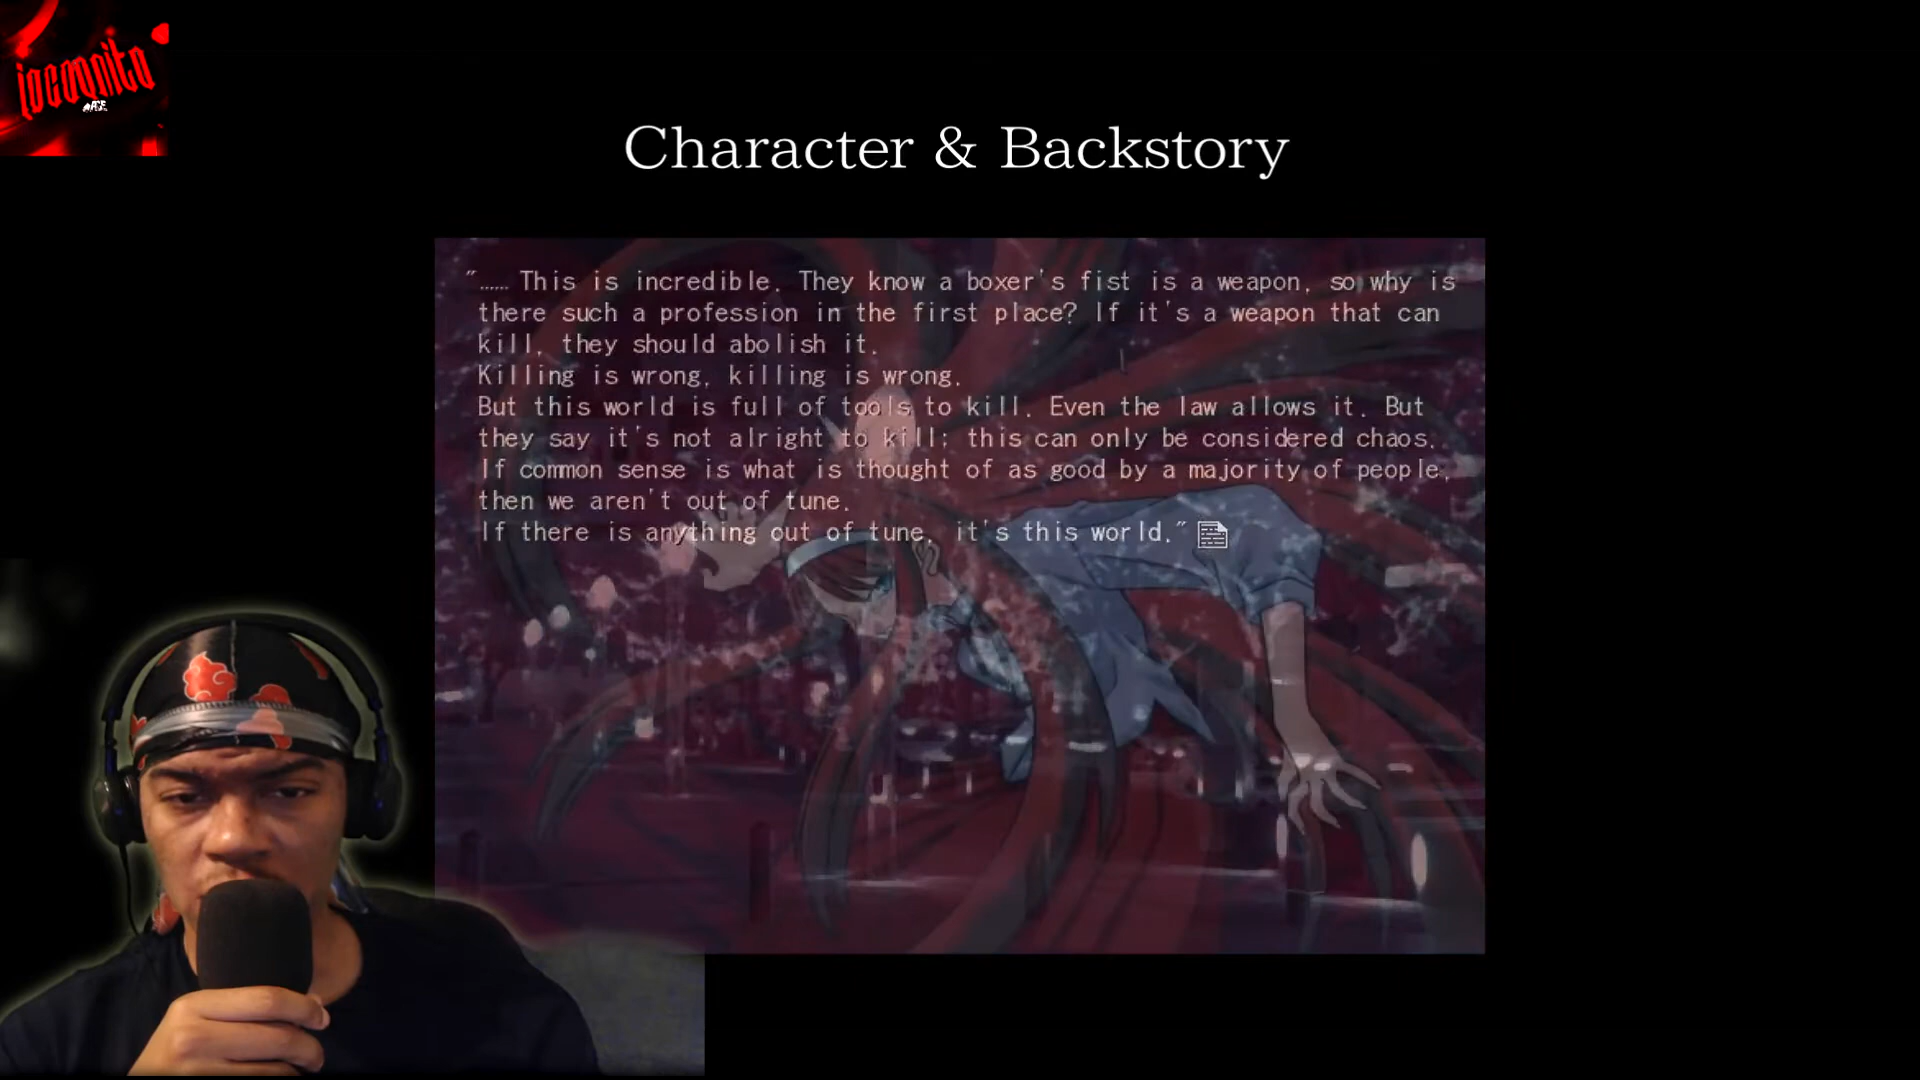 incognito
ACE
Character & Backstory
"...... This is incredible. They know a boxer's fist is a weapon, so why is
there such a profession in the first place? If it's a weapon that can
kill, they should abolish it.
Killing is wrong, killing is wrong.
But this world is full of tools to kill. Even the law allows it. But
they say it's not alright to kill: this can only be considered chaos.
If common sense is what is thought of as good by a majority of people,
then we aren't out of tune.
If there is anything out of tune, it's this world."